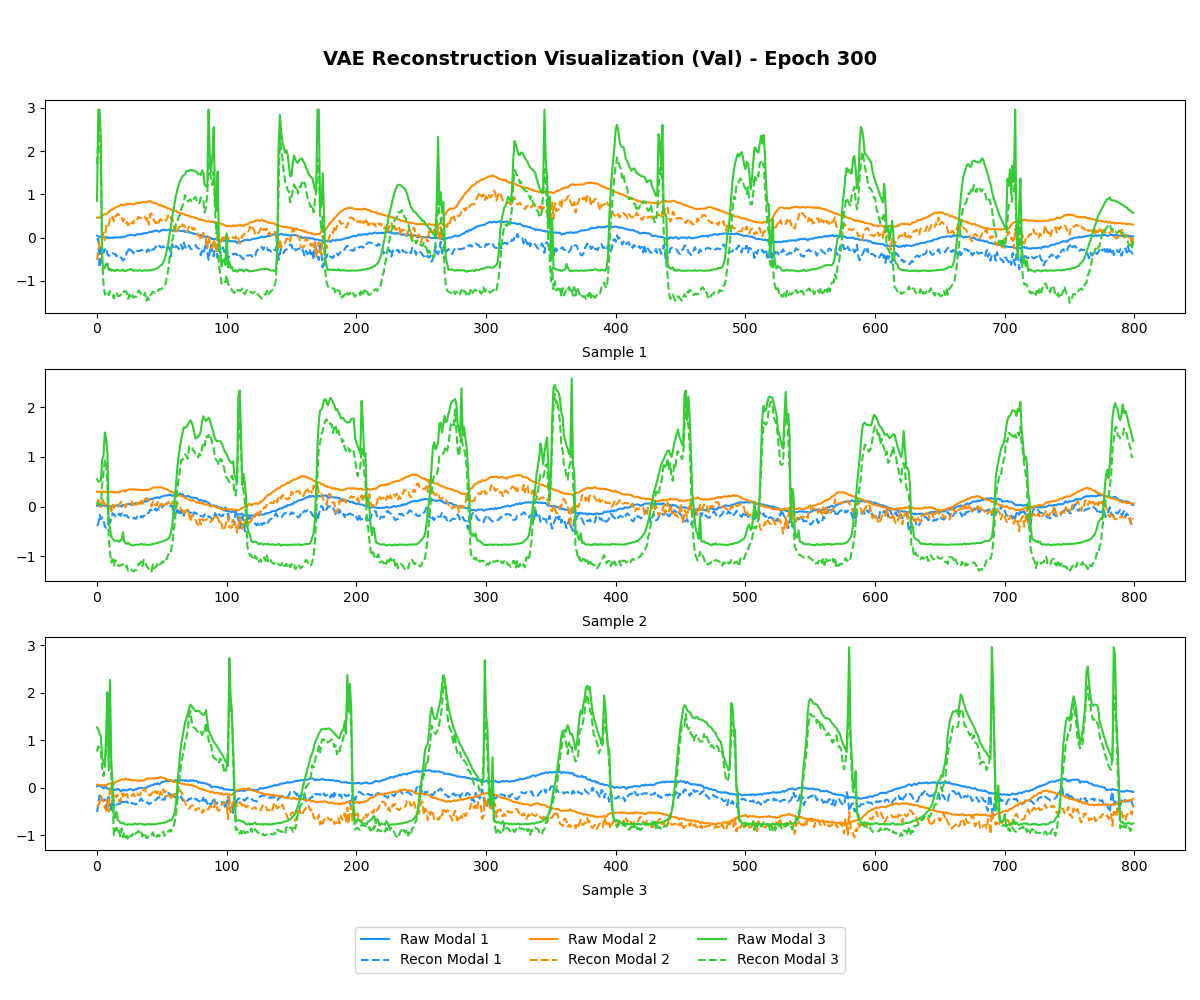 VAE Reconstruction Visualization (Val) - Epoch 300
3
2
1
0
−1
0 100 200 300 400 500 600 700 800
Sample 1
2
1
0
−1
0 100 200 300 400 500 600 700 800
Sample 2
3
2
1
0
−1
0 100 200 300 400 500 600 700 800
Sample 3
Raw Modal 1 Raw Modal 2 Raw Modal 3
Recon Modal 1 Recon Modal 2 Recon Modal 3